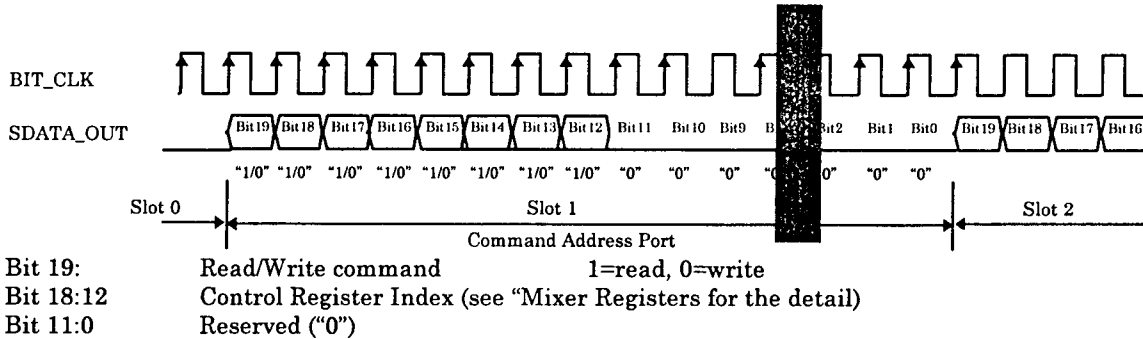 BIT_CLK
SDATA_OUT
Bit19 Bit18 Bit17 Bit16 Bit15 Bit14 Bit13 Bit12 Bit11 Bit10 Bit9 Bit1 Bit0 Bit19 Bit18 Bit17 Bit16
"1/0" "1/0" "1/0" "1/0" "1/0" "1/0" "1/0" "1/0" "0" "0" "0" "0" "0"
Slot 0 Slot 1 Slot 2
Command Address Port
Bit 19: Read/Write command 1=read, 0=write
Bit 18:12 Control Register Index (see "Mixer Registers for the detail)
Bit 11:0 Reserved ("0")